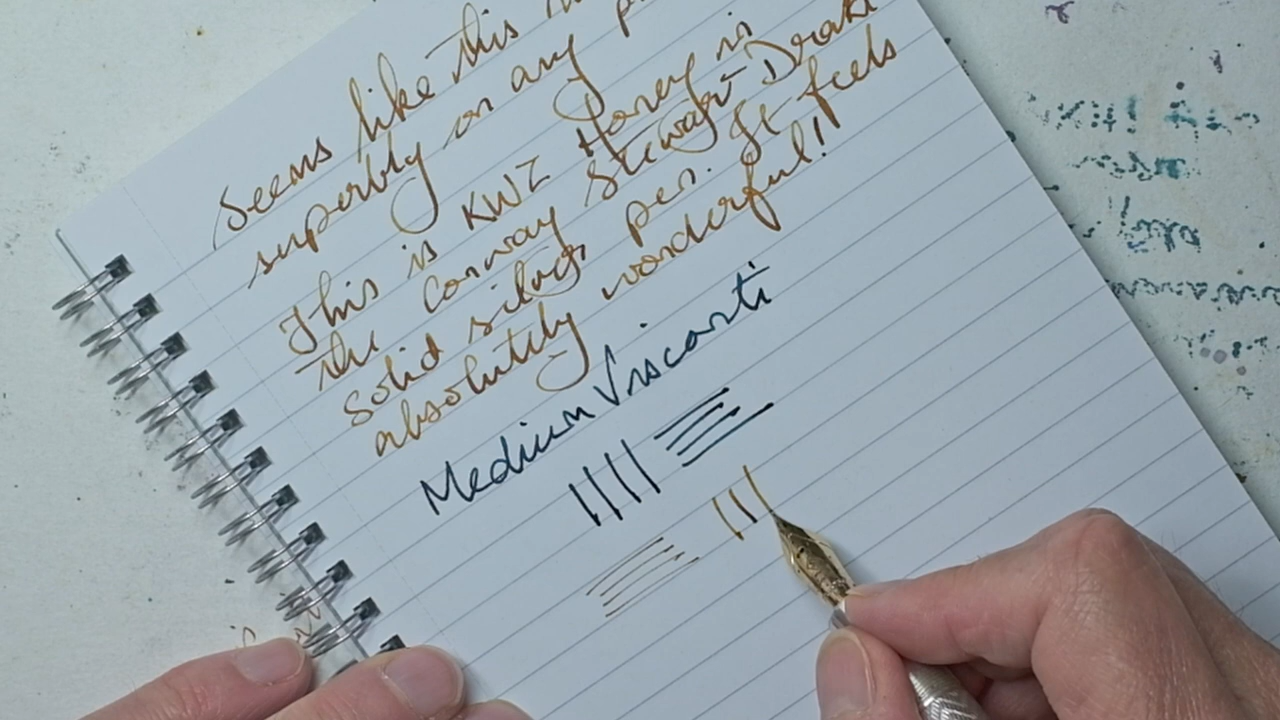 Seems like this
superbly on any
This is KWZ Honey in
the Conway Stewart Drake
solid silver pen. It feels
absolutely wonderful!
Medium Visconti